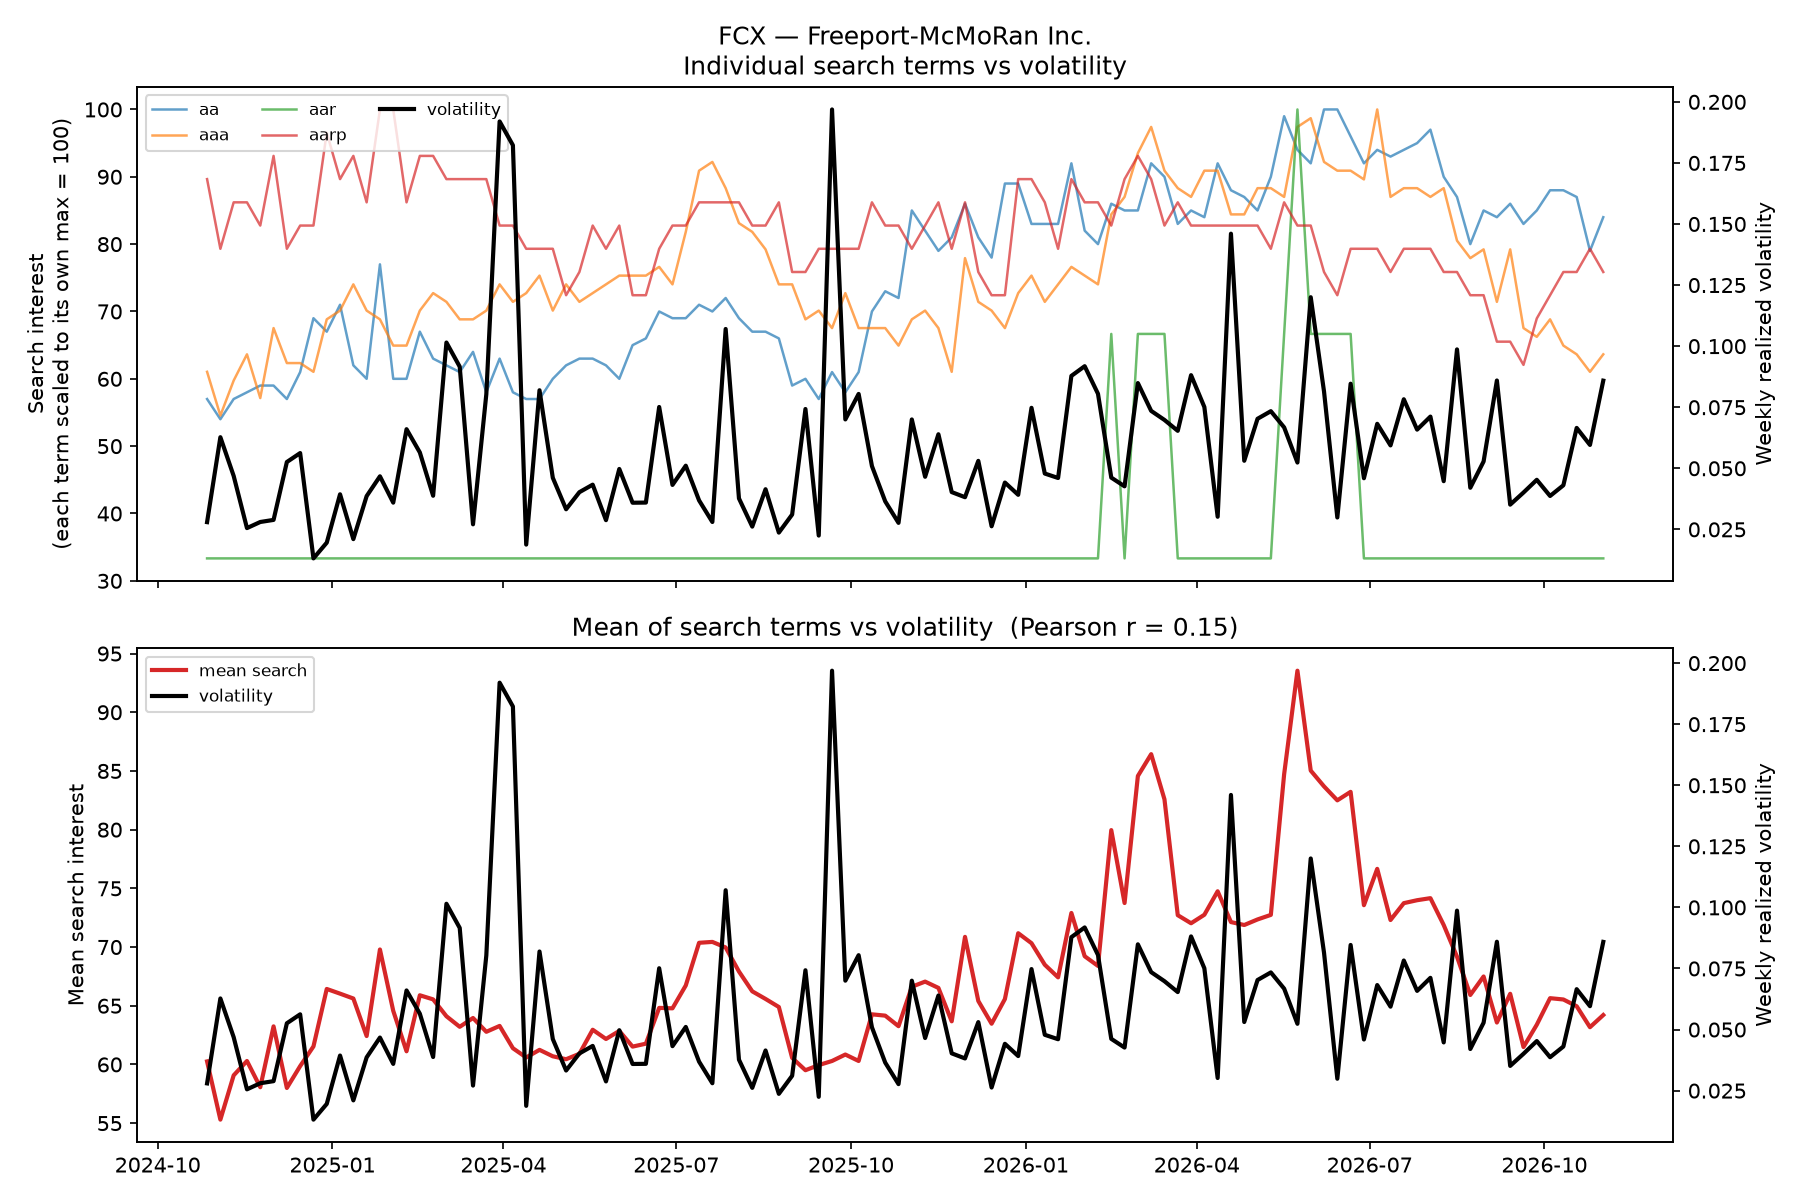 FCX — Freeport-McMoRan Inc.
Individual search terms vs volatility
aa
aaa
aar
aarp
volatility
100
90
80
70
60
50
40
30
Search interest
(each term scaled to its own max = 100)
0.200
0.175
0.150
0.125
0.100
0.075
0.050
0.025
Weekly realized volatility
Mean of search terms vs volatility (Pearson r = 0.15)
mean search
volatility
95
90
85
80
75
70
65
60
55
Mean search interest
0.200
0.175
0.150
0.125
0.100
0.075
0.050
0.025
Weekly realized volatility
2024-10
2025-01
2025-04
2025-07
2025-10
2026-01
2026-04
2026-07
2026-10